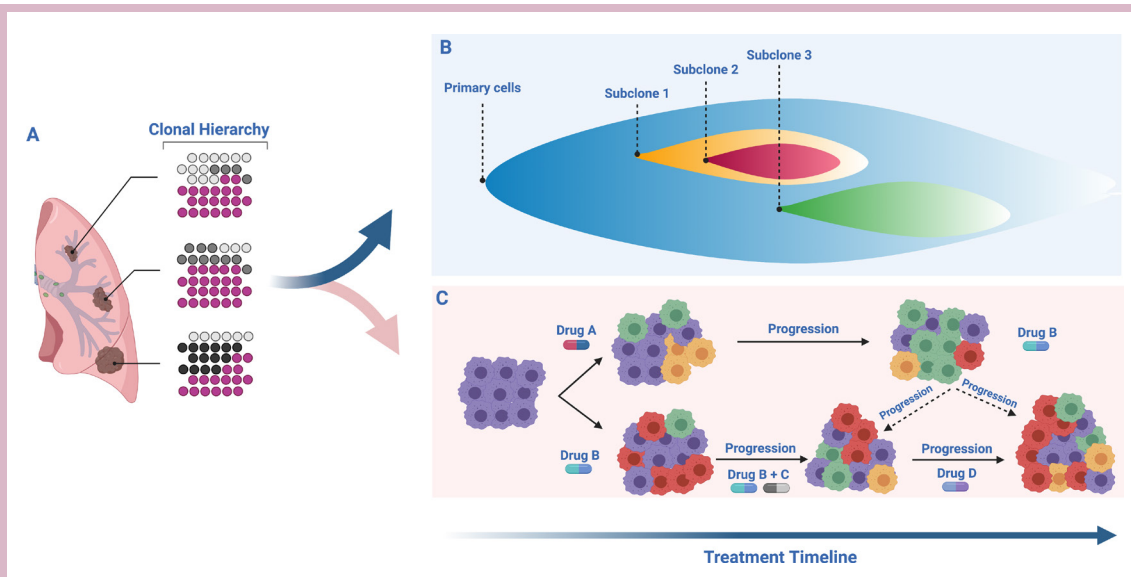 A
Clonal Hierarchy
B
Primary cells
Subclone 1
Subclone 2
Subclone 3
C
Drug A
Progression
Drug B
Drug B
Progression
Drug B + C
Progression
Progression
Progression
Drug D
Treatment Timeline